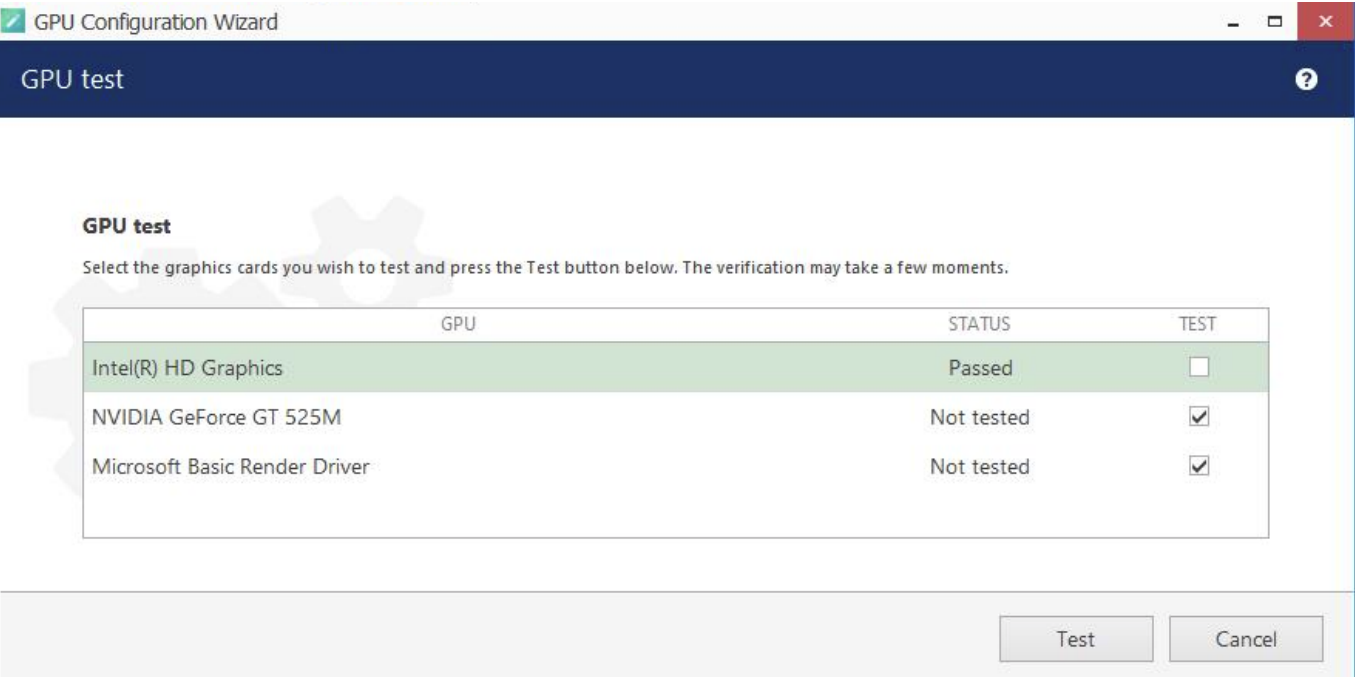 GPU Configuration Wizard
GPU test
GPU test
Select the graphics cards you wish to test and press the Test button below. The verification may take a few moments.
GPU STATUS TEST
Intel(R) HD Graphics Passed
NVIDIA GeForce GT 525M Not tested
Microsoft Basic Render Driver Not tested
Test Cancel